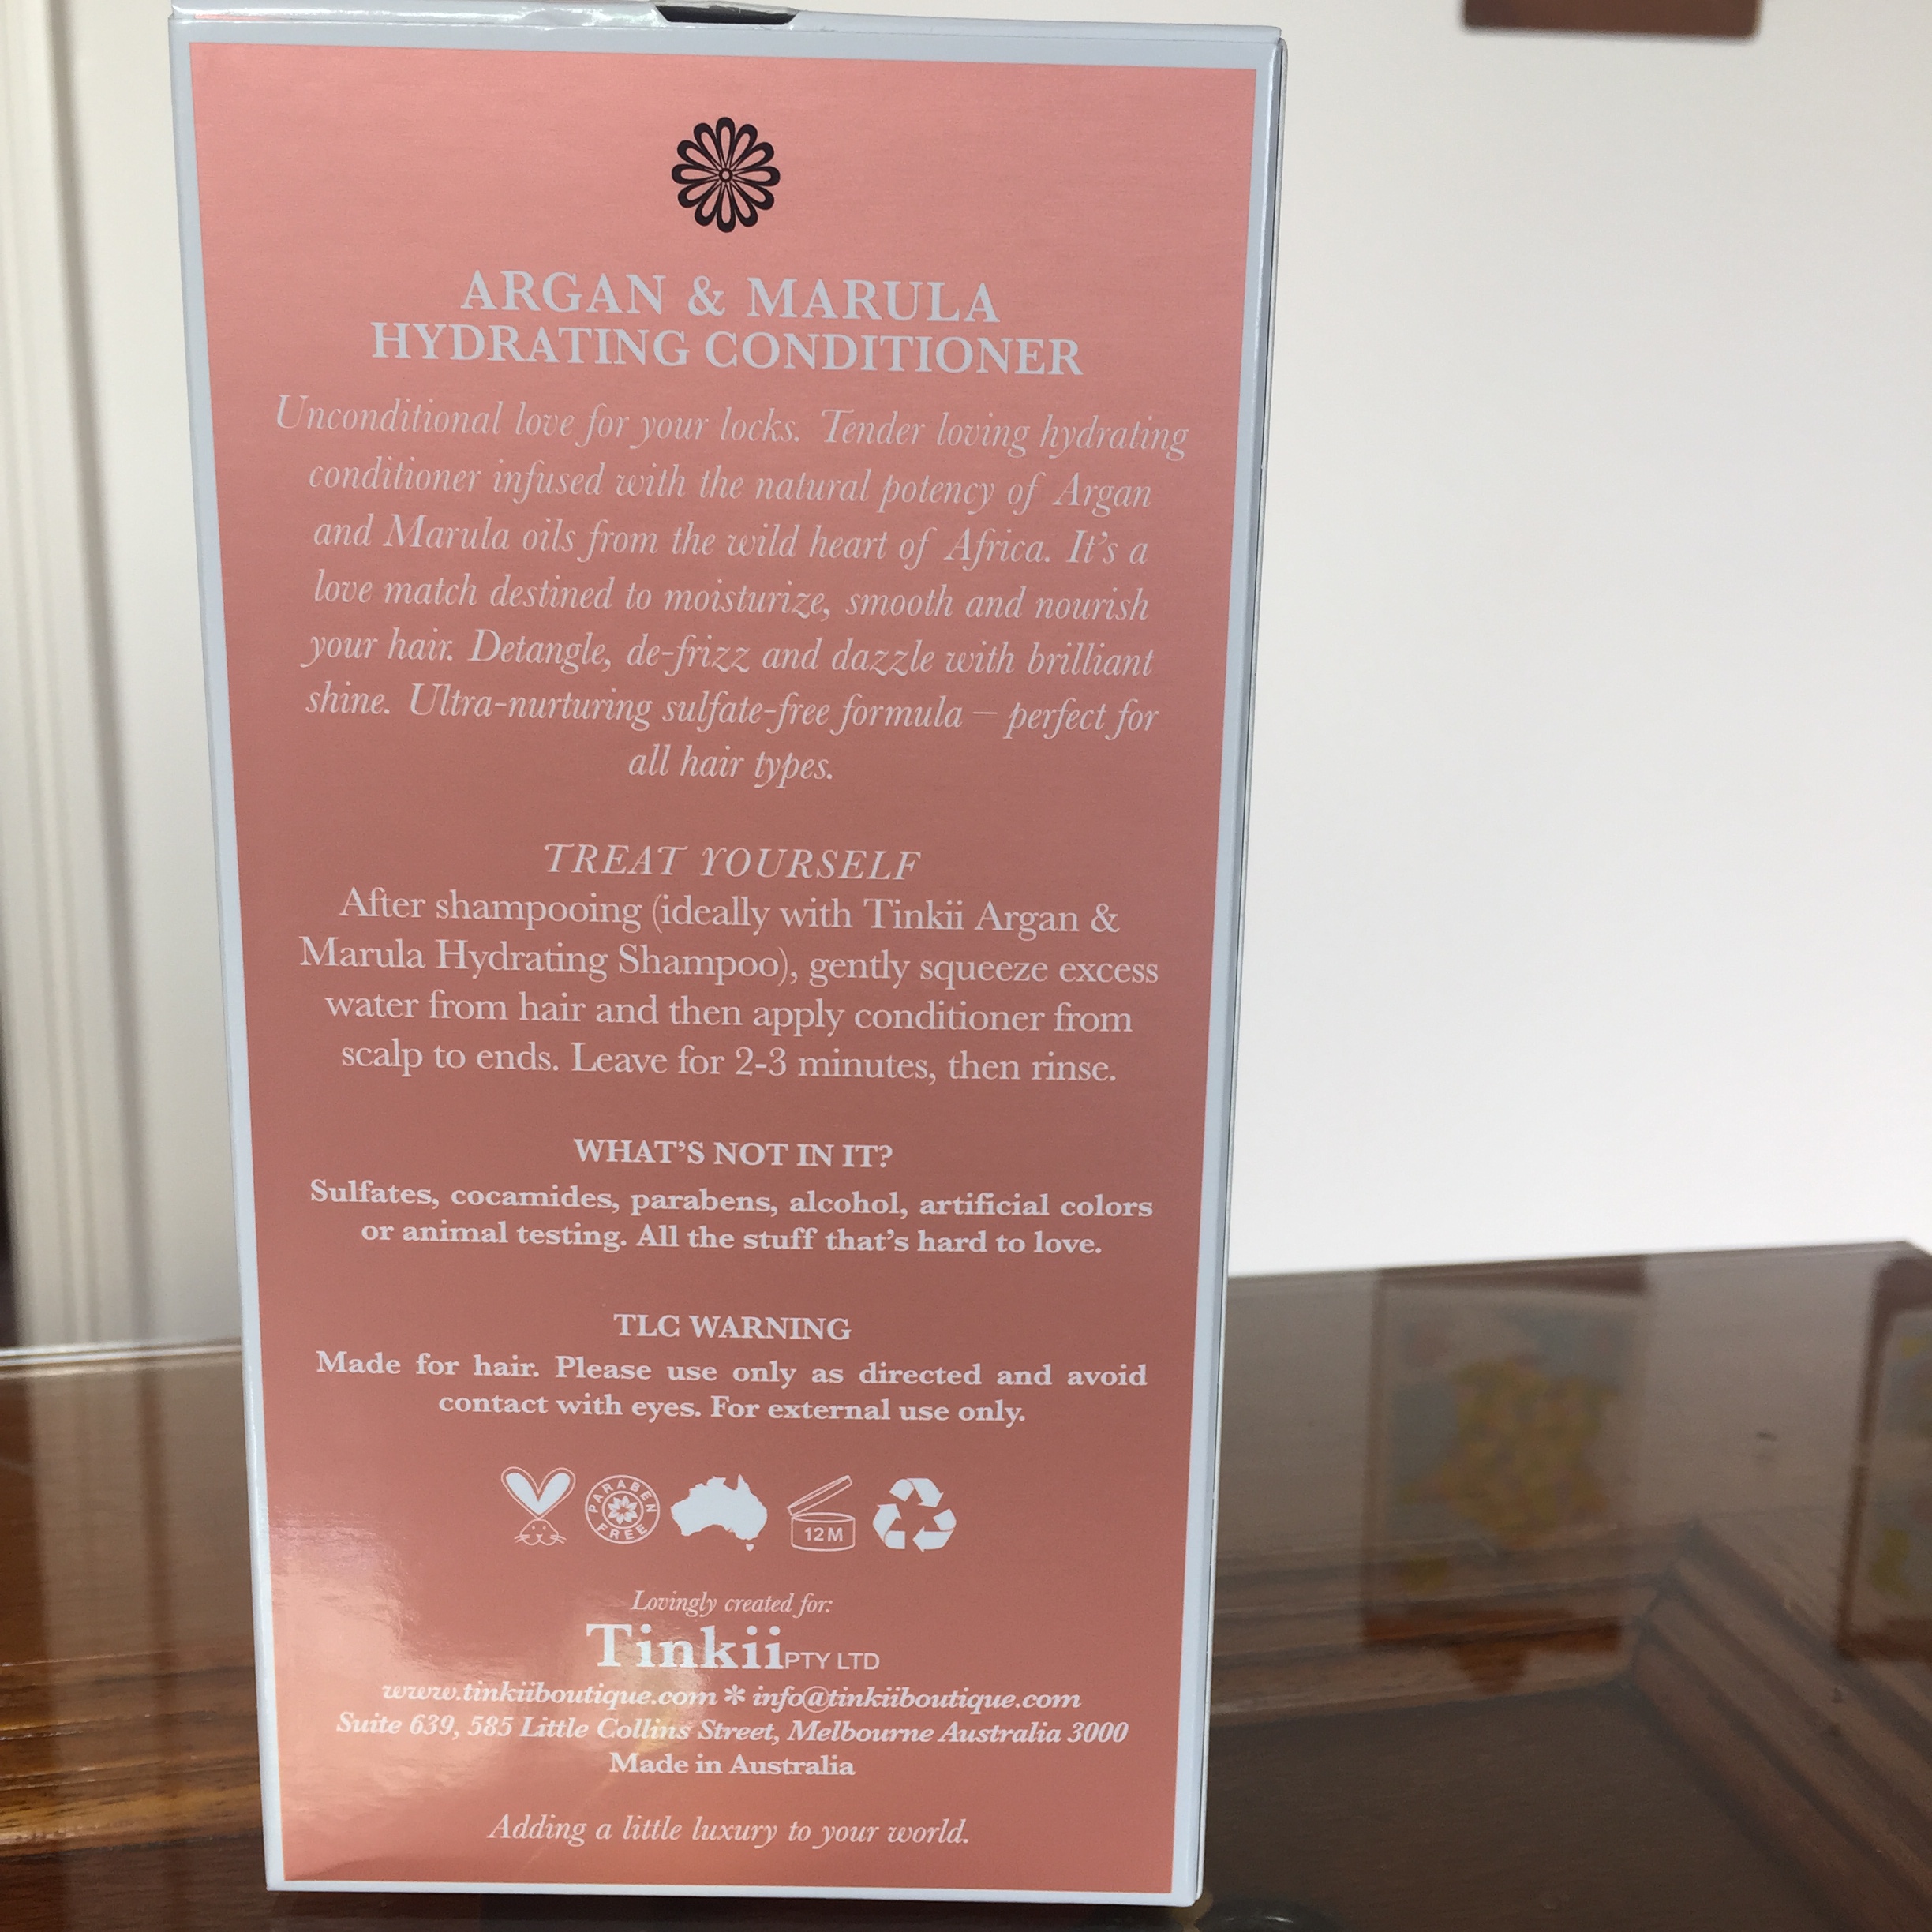 ARGAN & MARULA
HYDRATING CONDITIONER
Unconditional love for your locks. Tender loving hydrating
conditioner infused with the natural potency of Argan
and Marula oils from the wild heart of Africa. It's a
love match destined to moisturize, smooth and nourish
your hair. Detangle, de-frizz and dazzle with brilliant
shine. Ultra-nurturing sulfate-free formula – perfect for
all hair types.
TREAT YOURSELF
After shampooing (ideally with Tinkii Argan &
Marula Hydrating Shampoo), gently squeeze excess
water from hair and then apply conditioner from
scalp to ends. Leave for 2-3 minutes, then rinse.
WHAT'S NOT IN IT?
Sulfates, cocamides, parabens, alcohol, artificial colors
or animal testing. All the stuff that's hard to love.
TLC WARNING
Made for hair. Please use only as directed and avoid
contact with eyes. For external use only.
PARABEN FREE
12M
Lovingly created for:
Tinkii PTY LTD
www.tinkiiboutique.com * info@tinkiiboutique.com
Suite 639, 585 Little Collins Street, Melbourne Australia 3000
Made in Australia
Adding a little luxury to your world.